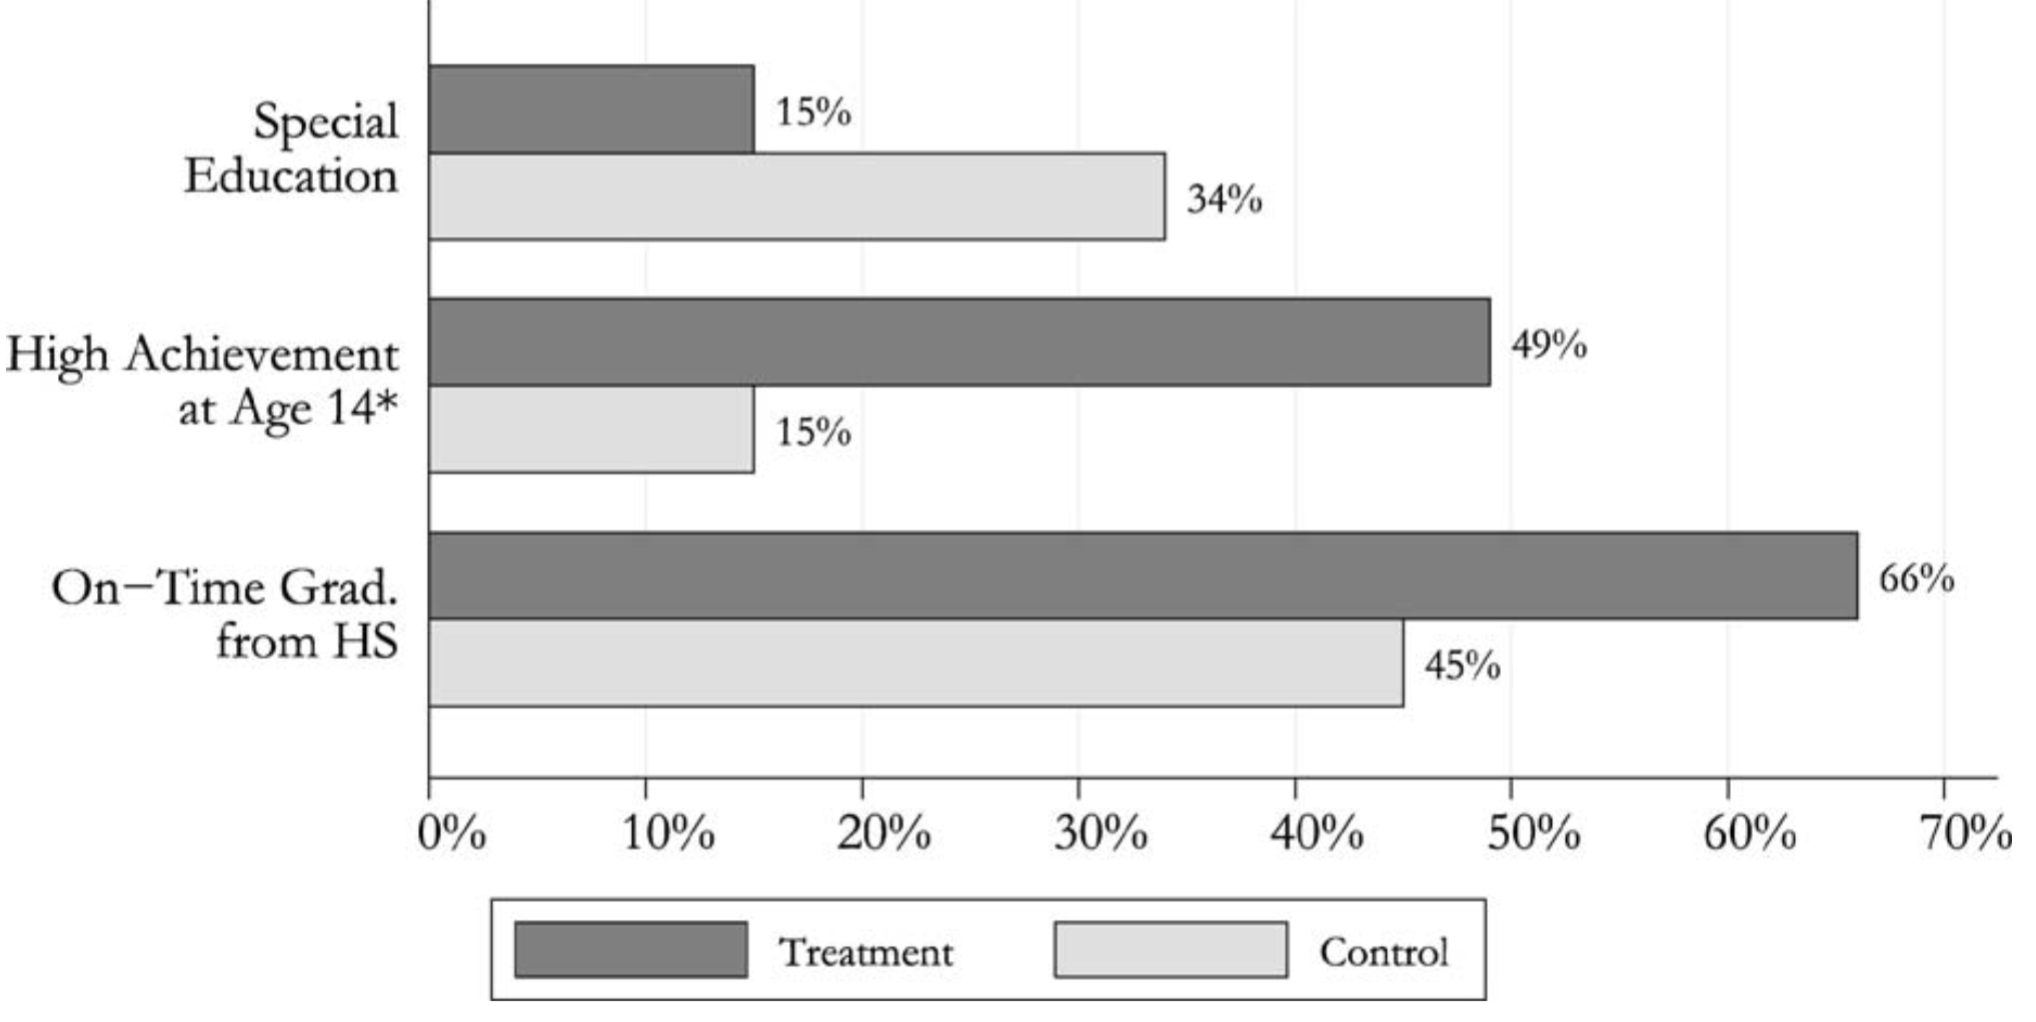 Special
Education
15%
34%
High Achievement
at Age 14*
49%
15%
On−Time Grad.
from HS
66%
45%
0% 10% 20% 30% 40% 50% 60% 70%
Treatment Control